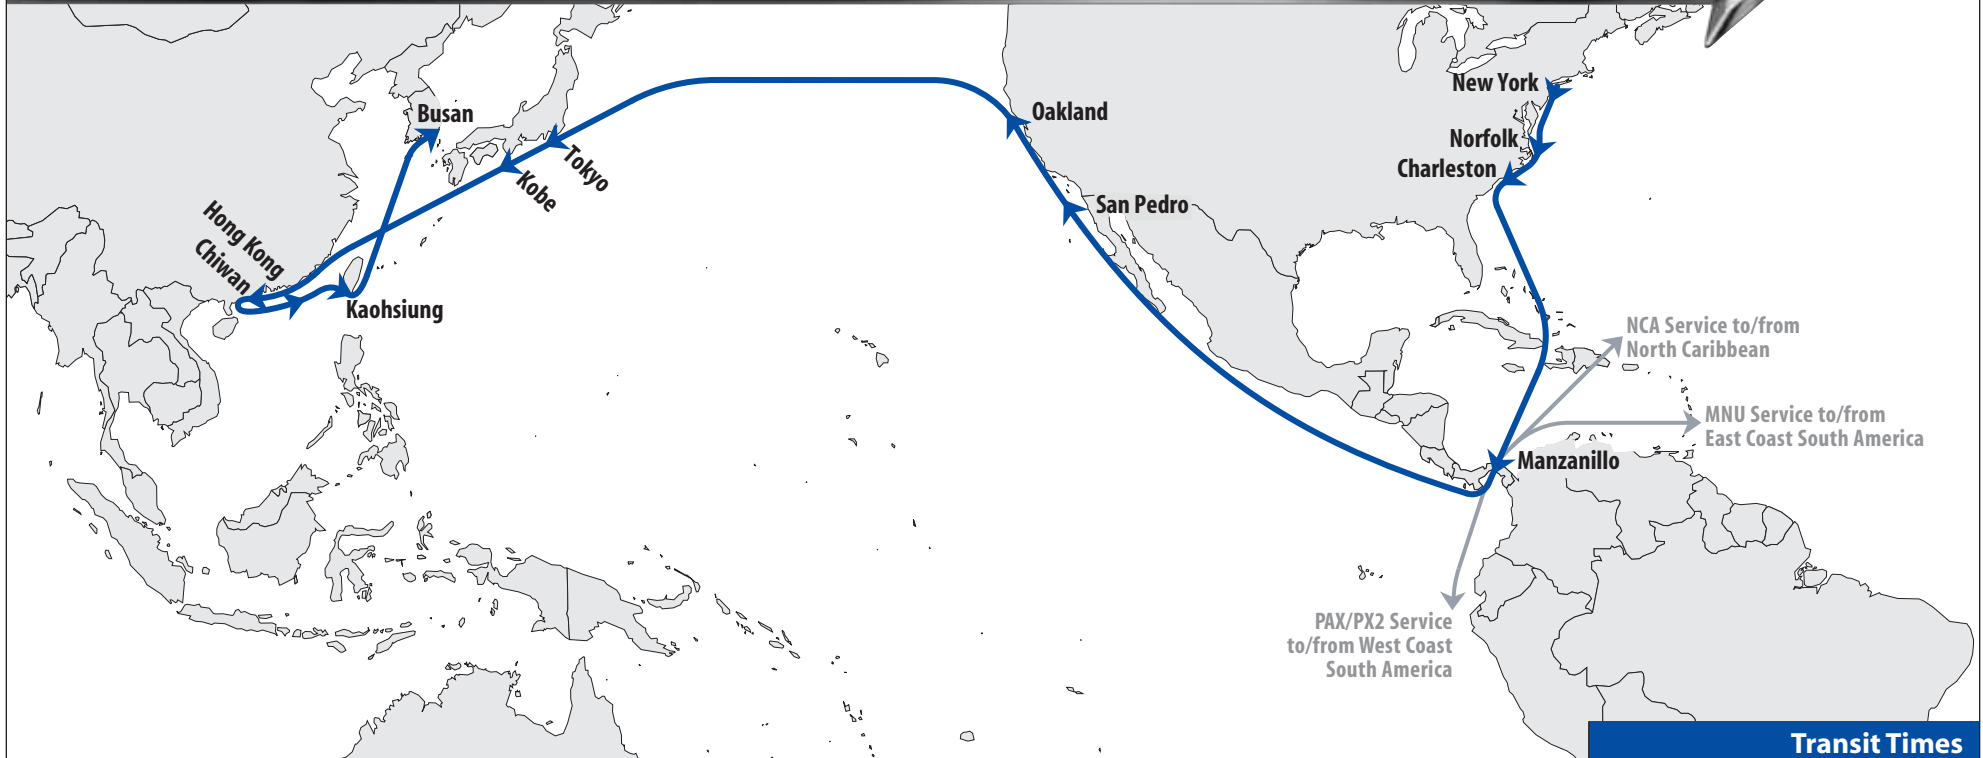 New York
Busan
Oakland
Norfolk
Charleston
Tokyo
Kobe
San Pedro
Hong Kong
Chiwan
Kaohsiung
NCA Service to/from
North Caribbean
MNU Service to/from
East Coast South America
Manzanillo
PAX/PX2 Service
to/from West Coast
South America
Transit Times